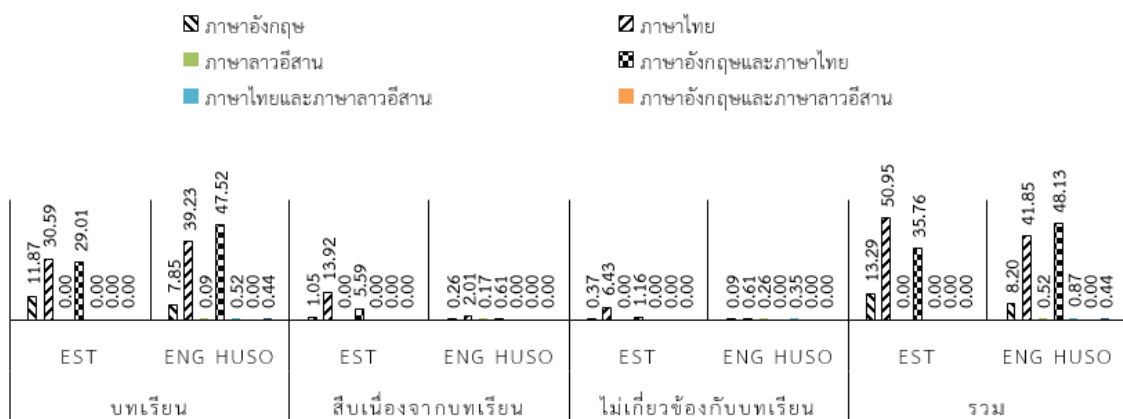 ภาษาอังกฤษ ภาษาไทย
ภาษาลาวอีสาน ภาษาอังกฤษและภาษาไทย
ภาษาไทยและภาษาลาวอีสาน ภาษาอังกฤษและภาษาลาวอีสาน
11.87 30.59 0.00 29.01 0.00 0.00 0.00 7.85 39.23 0.09 47.52 0.52 0.00 0.44 1.05 13.92 0.00 5.59 0.00 0.00 0.00 0.26 2.01 0.17 0.61 0.00 0.00 0.00 0.37 6.43 0.00 1.16 0.00 0.00 0.00 0.09 0.61 0.26 0.00 0.35 0.00 0.00 13.29 50.95 0.00 35.76 0.00 0.00 0.00 8.20 41.85 0.52 48.13 0.87 0.00 0.44
EST ENG HUSO EST ENG HUSO EST ENG HUSO EST ENG HUSO
บทเรียน สืบเนื่องจากบทเรียน ไม่เกี่ยวข้องกับบทเรียน รวม